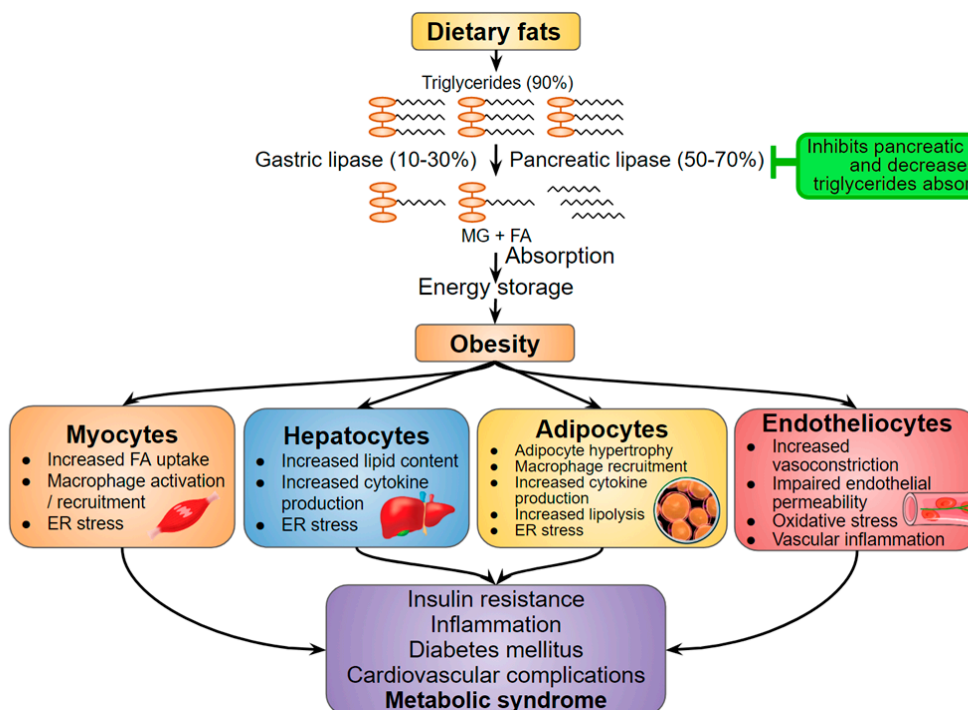 Dietary fats
Triglycerides (90%)
Gastric lipase (10-30%)
Pancreatic lipase (50-70%)
Inhibits pancreatic
and decrease
triglycerides absor
MG + FA
Absorption
Energy storage
Obesity
Myocytes
● Increased FA uptake
● Macrophage activation
/ recruitment
● ER stress
Hepatocytes
● Increased lipid content
● Increased cytokine
production
● ER stress
Adipocytes
● Adipocyte hypertrophy
● Macrophage recruitment
● Increased cytokine
production
● Increased lipolysis
● ER stress
Endotheliocytes
● Increased
vasoconstriction
● Impaired endothelial
permeability
● Oxidative stress
● Vascular inflammation
Insulin resistance
Inflammation
Diabetes mellitus
Cardiovascular complications
Metabolic syndrome